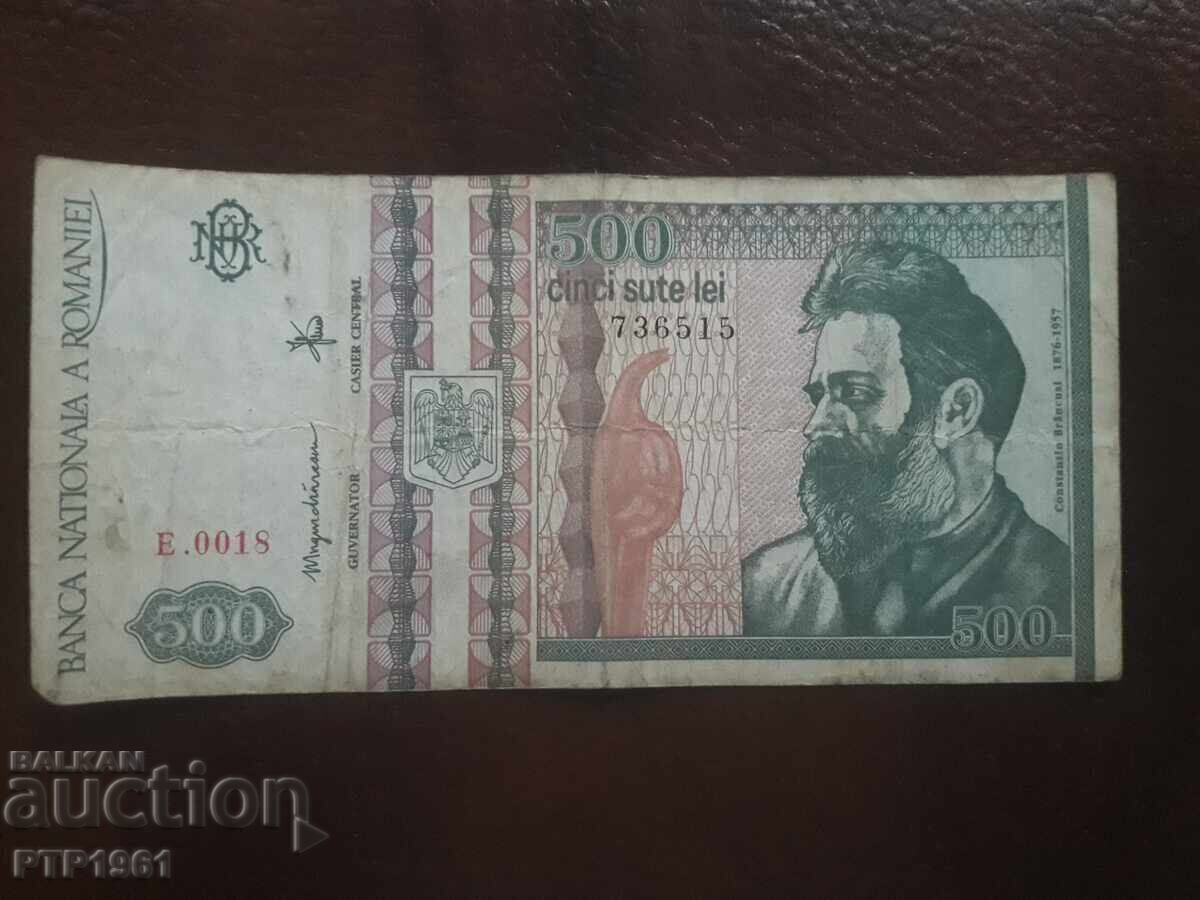 BANCA NATIONALA A ROMANIEI
BNR
CASIER CENTRAL
GUVERNATOR
E.0018
500
500
cinci sute lei
736515
Constantin Brâncuşi 1876-1957
500
BALKAN
auction
PTP1961